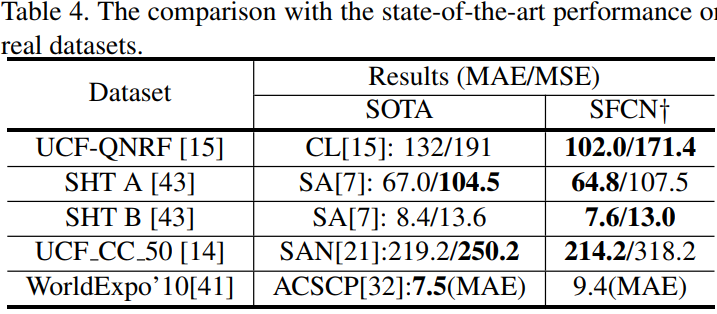 Table 4. The comparison with the state-of-the-art performance on
real datasets.
Dataset Results (MAE/MSE)
SOTA SFCN†
UCF-QNRF [15] CL[15]: 132/191 102.0/171.4
SHT A [43] SA[7]: 67.0/104.5 64.8/107.5
SHT B [43] SA[7]: 8.4/13.6 7.6/13.0
UCF_CC_50 [14] SAN[21]:219.2/250.2 214.2/318.2
WorldExpo'10[41] ACSCP[32]:7.5(MAE) 9.4(MAE)